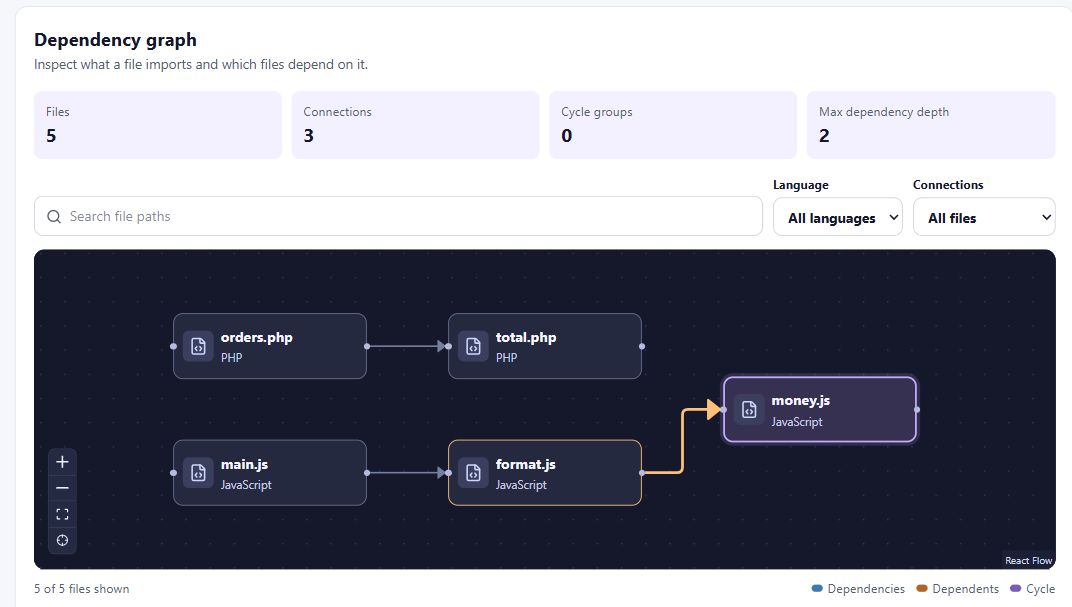 Dependency graph
Inspect what a file imports and which files depend on it.
Files
5
Connections
3
Cycle groups
0
Max dependency depth
2
Search file paths
Language
All languages
Connections
All files
orders.php
PHP
total.php
PHP
money.js
JavaScript
main.js
JavaScript
format.js
JavaScript
React Flow
5 of 5 files shown
Dependencies
Dependents
Cycle